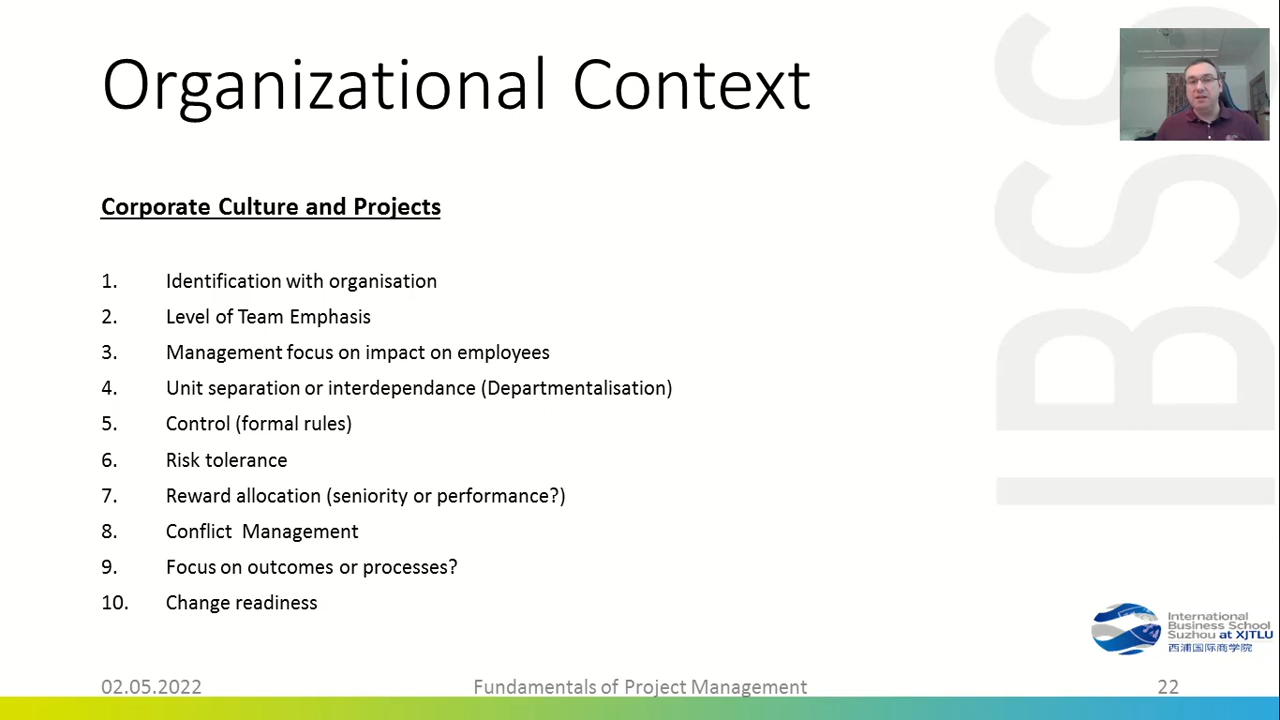 Organizational Context
Corporate Culture and Projects
1. Identification with organisation
2. Level of Team Emphasis
3. Management focus on impact on employees
4. Unit separation or interdependance (Departmentalisation)
5. Control (formal rules)
6. Risk tolerance
7. Reward allocation (seniority or performance?)
8. Conflict  Management
9. Focus on outcomes or processes?
10. Change readiness
IBSS
International
Business School
Suzhou at XJTLU
西浦国际商学院
02.05.2022
Fundamentals of Project Management
22